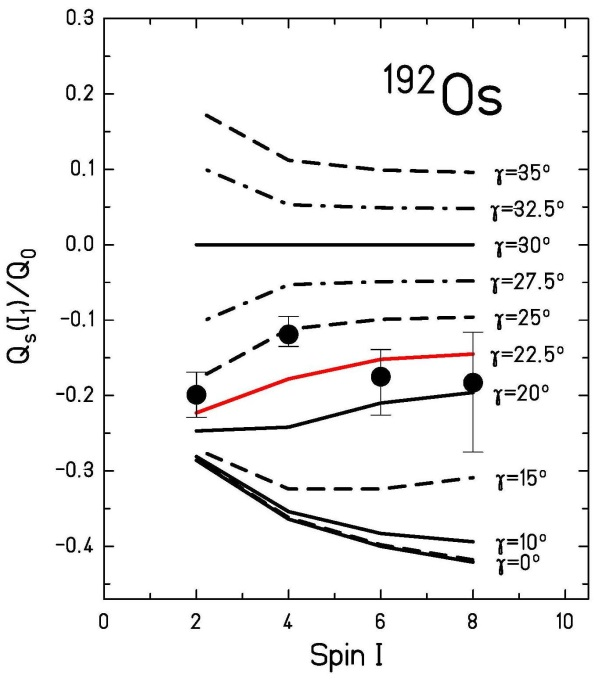 0.3
0.2
0.1
0.0
-0.1
-0.2
-0.3
-0.4
Qₛ(I₁)/Q₀
¹⁹²Os
γ=35°
γ=32.5°
γ=30°
γ=27.5°
γ=25°
γ=22.5°
γ=20°
γ=15°
γ=10°
γ=0°
0 2 4 6 8 10
Spin I